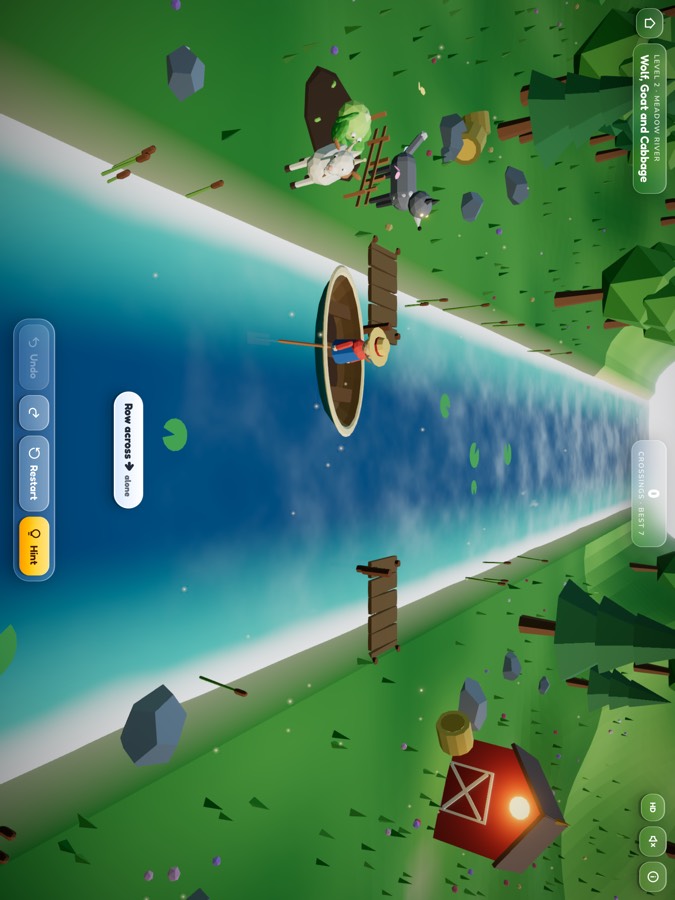 LEVEL 2 · MEADOW RIVER
Wolf, Goat and Cabbage
0
CROSSINGS · BEST 7
HD
Row across → alone
Undo
Restart
Hint